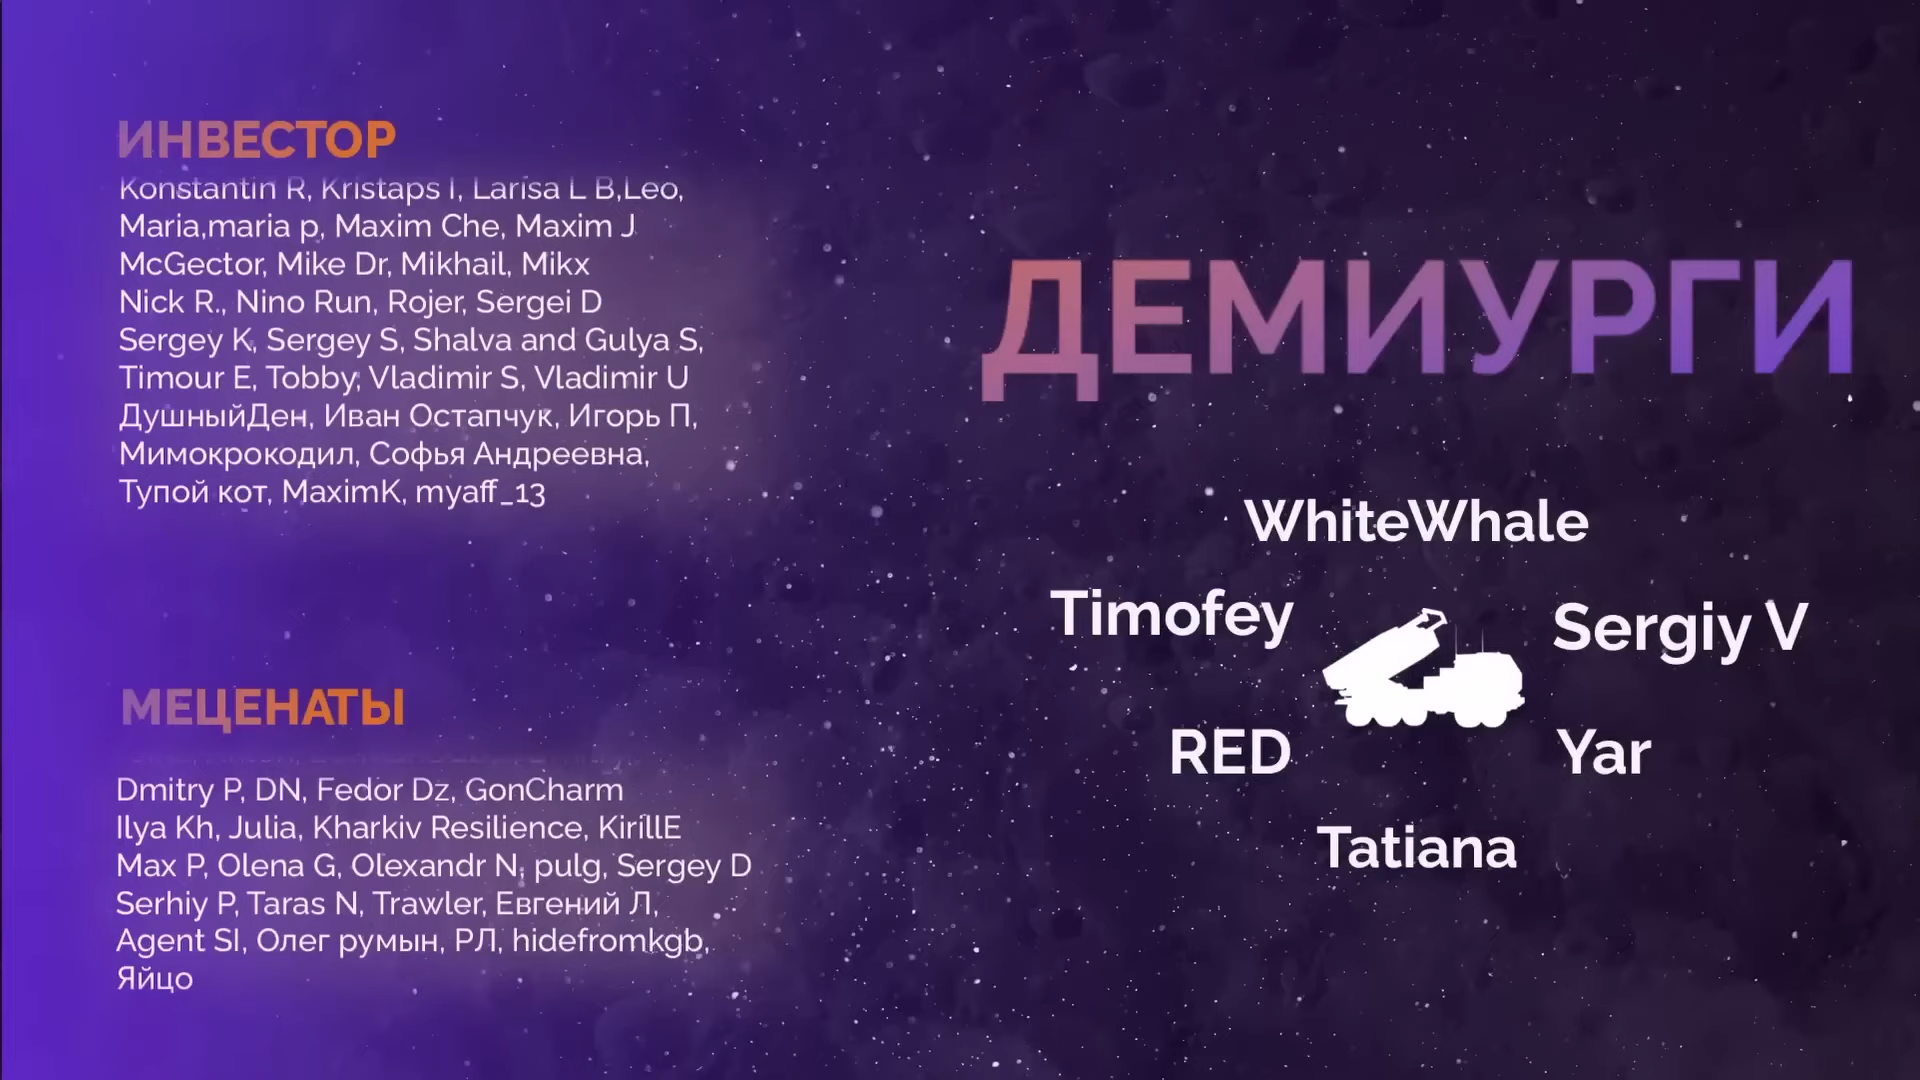 ИНВЕСТОР
Konstantin R, Kristaps I, Larisa L B,Leo,
Maria,maria p, Maxim Che, Maxim J
McGector, Mike Dr, Mikhail, Mikx
Nick R., Nino Run, Rojer, Sergei D
Sergey K, Sergey S, Shalva and Gulya S,
Timour E, Tobby, Vladimir S, Vladimir U
ДушныйДен, Иван Остапчук, Игорь П,
Мимокрокодил, Софья Андреевна,
Тупой кот, MaximK, myaff_13
МЕЦЕНАТЫ
Dmitry P, DN, Fedor Dz, GonCharm
Ilya Kh, Julia, Kharkiv Resilience, KirillE
Max P, Olena G, Olexandr N, pulg, Sergey D
Serhiy P, Taras N, Trawler, Евгений Л,
Agent SI, Олег румын, РЛ, hidefromkgb,
Яйцо
ДЕМИУРГИ
WhiteWhale
Timofey
Sergiy V
RED
Yar
Tatiana